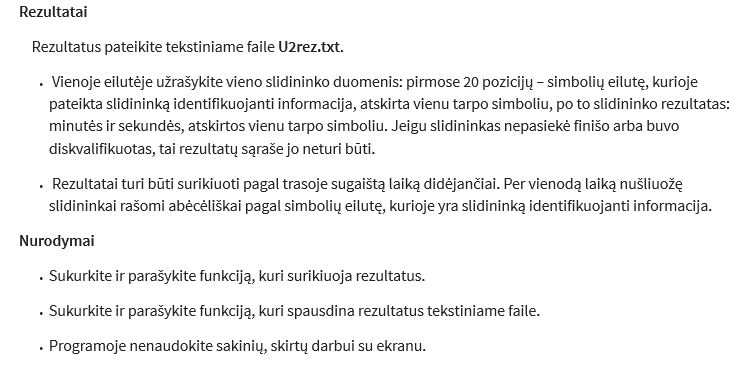 Rezultatai
Rezultatus pateikite tekstiniame faile U2rez.txt.
• Vienoje eilutėje užrašykite vieno slidininko duomenis: pirmose 20 pozicijų – simbolių eilutę, kurioje
pateikta slidininką identifikuojanti informacija, atskirta vienu tarpo simboliu, po to slidininko rezultatas:
minutės ir sekundės, atskirtos vienu tarpo simboliu. Jeigu slidininkas nepasiekė finišo arba buvo
diskvalifikuotas, tai rezultatų sąraše jo neturi būti.
• Rezultatai turi būti surikiuoti pagal trasoje sugaištą laiką didėjančiai. Per vienodą laiką nušliuožę
slidininkai rašomi abėcėliškai pagal simbolių eilutę, kurioje yra slidininką identifikuojanti informacija.
Nurodymai
• Sukurkite ir parašykite funkciją, kuri surikiuoja rezultatus.
• Sukurkite ir parašykite funkciją, kuri spausdina rezultatus tekstiniame faile.
• Programoje nenaudokite sakinių, skirtų darbui su ekranu.